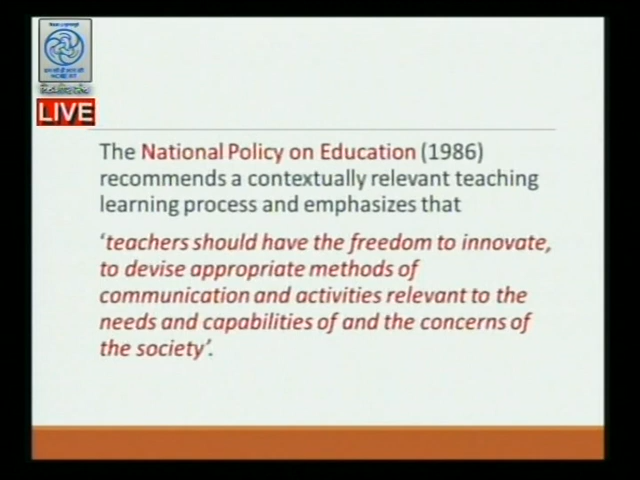 NCERT
LIVE
The National Policy on Education (1986)
recommends a contextually relevant teaching
learning process and emphasizes that
‘teachers should have the freedom to innovate,
to devise appropriate methods of
communication and activities relevant to the
needs and capabilities of and the concerns of
the society’.